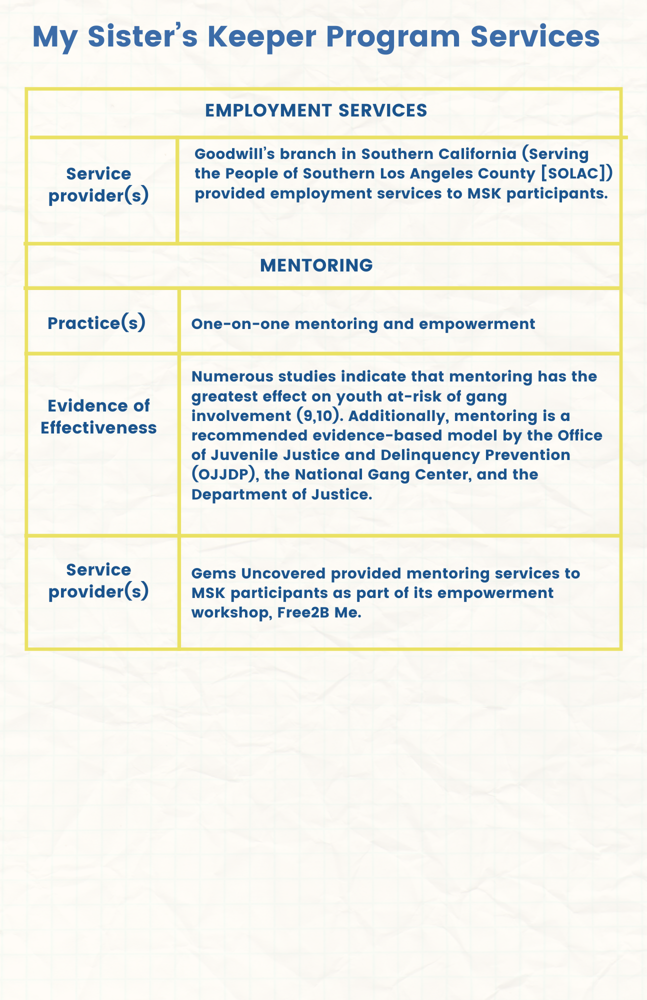 My Sister’s Keeper Program Services
EMPLOYMENT SERVICES
Service
provider(s)
Goodwill’s branch in Southern California (Serving
the People of Southern Los Angeles County [SOLAC])
provided employment services to MSK participants.
MENTORING
Practice(s)
One-on-one mentoring and empowerment
Evidence of
Effectiveness
Numerous studies indicate that mentoring has the
greatest effect on youth at-risk of gang
involvement (9,10). Additionally, mentoring is a
recommended evidence-based model by the Office
of Juvenile Justice and Delinquency Prevention
(OJJDP), the National Gang Center, and the
Department of Justice.
Service
provider(s)
Gems Uncovered provided mentoring services to
MSK participants as part of its empowerment
workshop, Free2B Me.